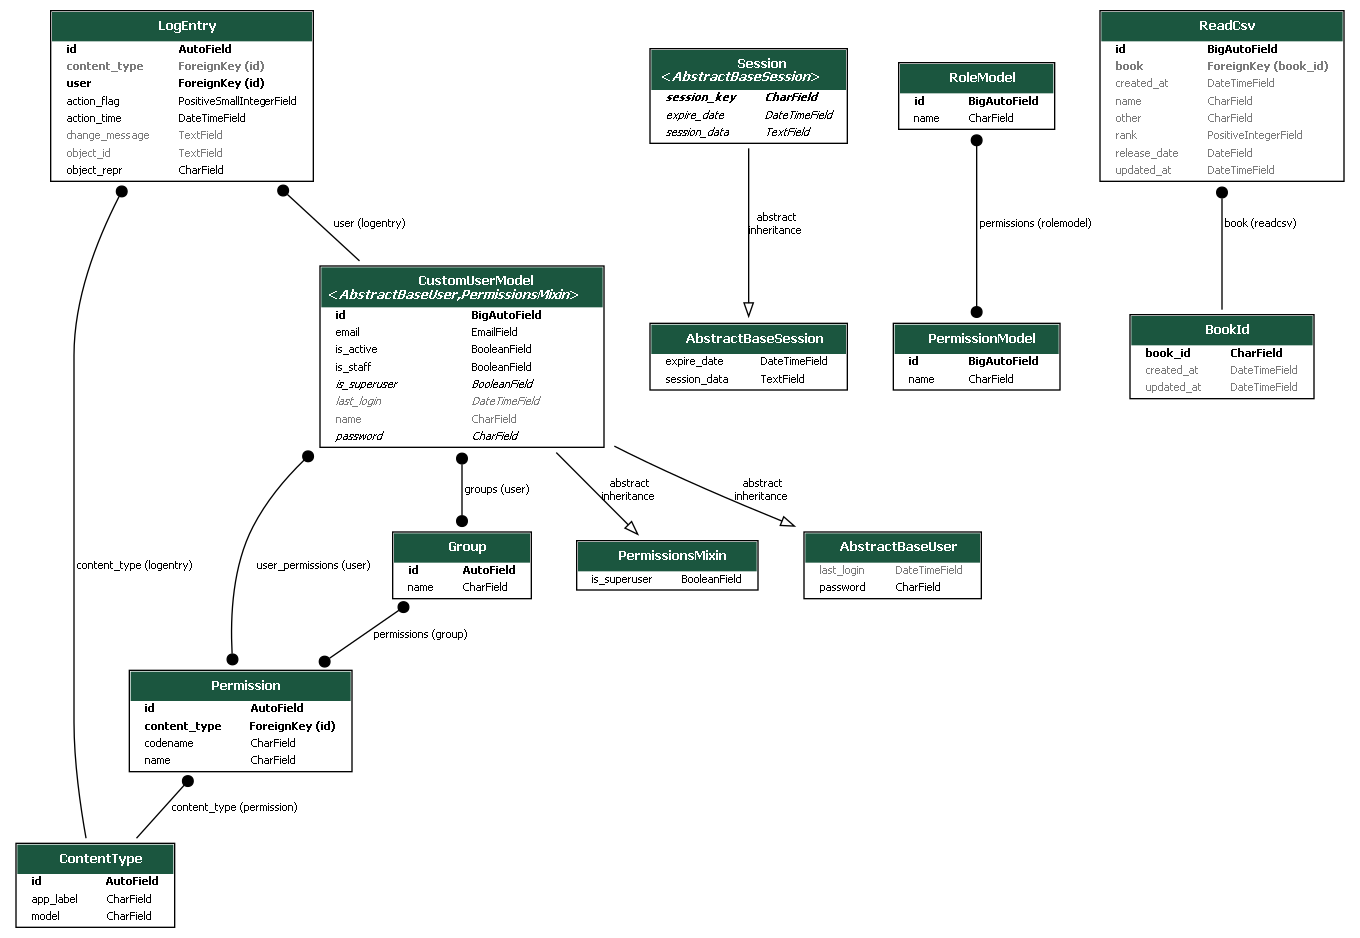 LogEntry
id AutoField
content_type ForeignKey (id)
user ForeignKey (id)
action_flag PositiveSmallIntegerField
action_time DateTimeField
change_message TextField
object_id TextField
object_repr CharField
Session
<AbstractBaseSession>
session_key CharField
expire_date DateTimeField
session_data TextField
RoleModel
id BigAutoField
name CharField
ReadCsv
id BigAutoField
book ForeignKey (book_id)
created_at DateTimeField
name CharField
other CharField
rank PositiveIntegerField
release_date DateField
updated_at DateTimeField
user (logentry)
abstract
inheritance
permissions (rolemodel)
book (readcsv)
CustomUserModel
<AbstractBaseUser,PermissionsMixin>
id BigAutoField
email EmailField
is_active BooleanField
is_staff BooleanField
is_superuser BooleanField
last_login DateTimeField
name CharField
password CharField
AbstractBaseSession
expire_date DateTimeField
session_data TextField
PermissionModel
id BigAutoField
name CharField
BookId
book_id CharField
created_at DateTimeField
updated_at DateTimeField
groups (user)
abstract
inheritance
abstract
inheritance
content_type (logentry)
user_permissions (user)
Group
id AutoField
name CharField
PermissionsMixin
is_superuser BooleanField
AbstractBaseUser
last_login DateTimeField
password CharField
permissions (group)
Permission
id AutoField
content_type ForeignKey (id)
codename CharField
name CharField
content_type (permission)
ContentType
id AutoField
app_label CharField
model CharField